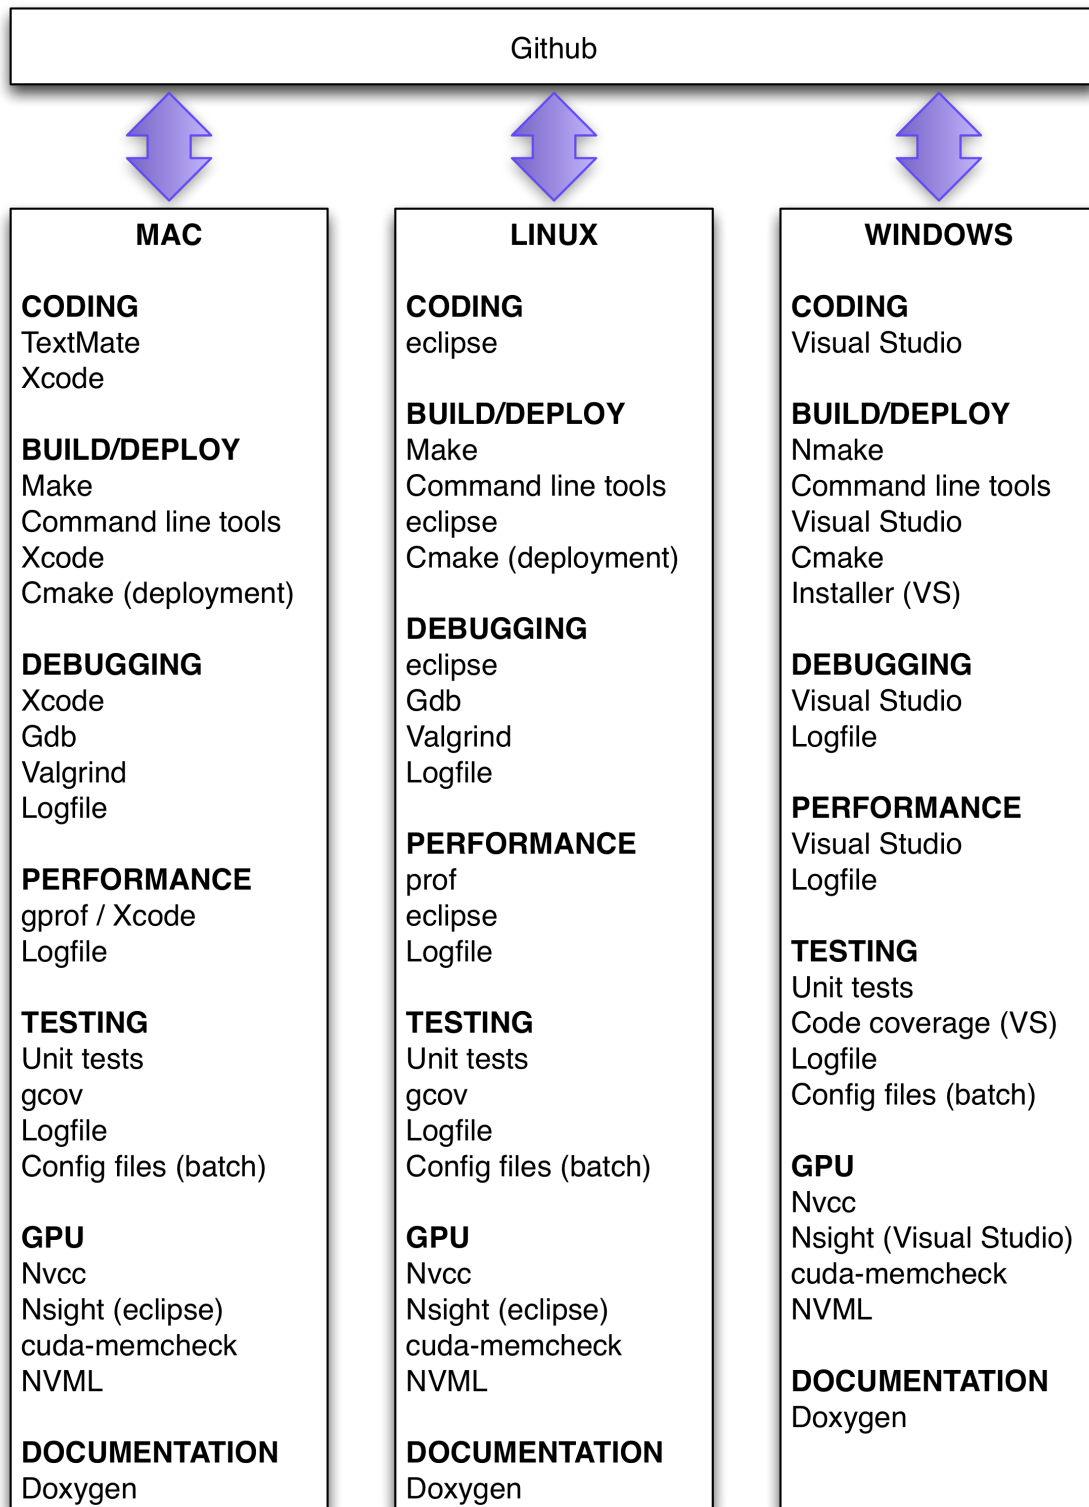 Github
MAC
CODING
TextMate
Xcode
BUILD/DEPLOY
Make
Command line tools
Xcode
Cmake (deployment)
DEBUGGING
Xcode
Gdb
Valgrind
Logfile
PERFORMANCE
gprof / Xcode
Logfile
TESTING
Unit tests
gcov
Logfile
Config files (batch)
GPU
Nvcc
Nsight (eclipse)
cuda-memcheck
NVML
DOCUMENTATION
Doxygen
LINUX
CODING
eclipse
BUILD/DEPLOY
Make
Command line tools
eclipse
Cmake (deployment)
DEBUGGING
eclipse
Gdb
Valgrind
Logfile
PERFORMANCE
prof
eclipse
Logfile
TESTING
Unit tests
gcov
Logfile
Config files (batch)
GPU
Nvcc
Nsight (eclipse)
cuda-memcheck
NVML
DOCUMENTATION
Doxygen
WINDOWS
CODING
Visual Studio
BUILD/DEPLOY
Nmake
Command line tools
Visual Studio
Cmake
Installer (VS)
DEBUGGING
Visual Studio
Logfile
PERFORMANCE
Visual Studio
Logfile
TESTING
Unit tests
Code coverage (VS)
Logfile
Config files (batch)
GPU
Nvcc
Nsight (Visual Studio)
cuda-memcheck
NVML
DOCUMENTATION
Doxygen